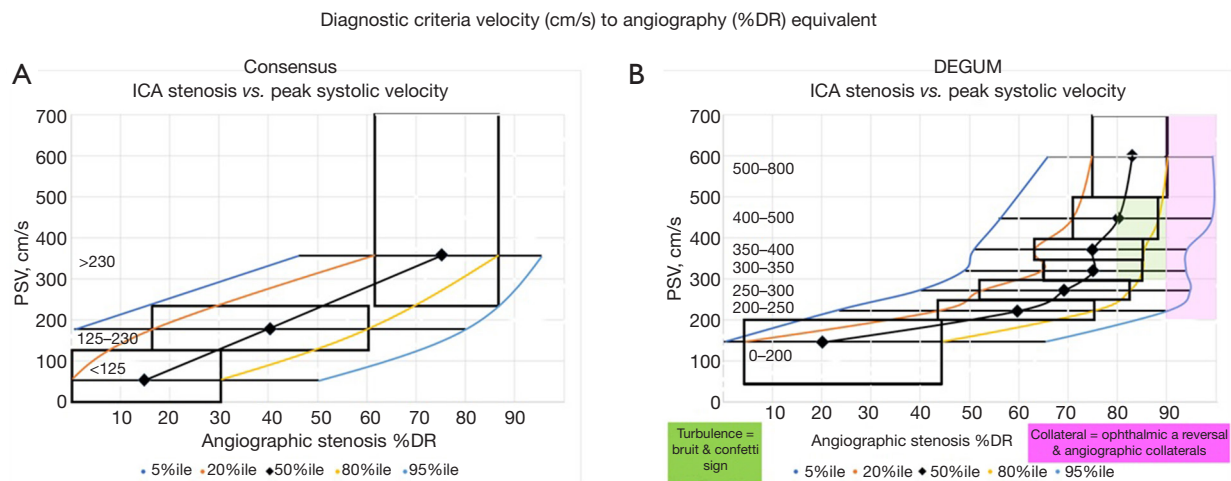 Diagnostic criteria velocity (cm/s) to angiography (%DR) equivalent
A
Consensus
ICA stenosis vs. peak systolic velocity
PSV, cm/s
700
600
500
400
300
200
100
0
>230
125–230
<125
10 20 30 40 50 60 70 80 90
Angiographic stenosis %DR
5%ile 20%ile 50%ile 80%ile 95%ile
B
DEGUM
ICA stenosis vs. peak systolic velocity
PSV, cm/s
700
600
500
400
300
200
100
0
500–800
400–500
350–400
300–350
250–300
200–250
0–200
10 20 30 40 50 60 70 80 90
Turbulence =
bruit & confetti
sign
Angiographic stenosis %DR
Collateral = ophthalmic a reversal
& angiographic collaterals
5%ile 20%ile 50%ile 80%ile 95%ile